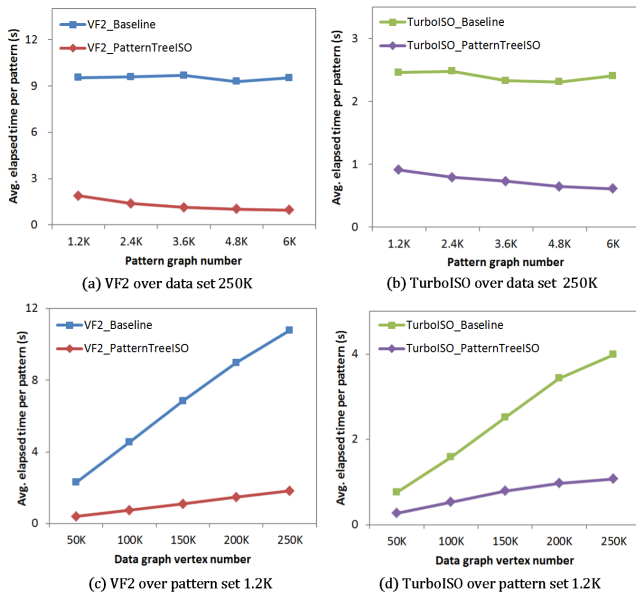 VF2_Baseline
VF2_PatternTreeISO
Avg. elapsed time per pattern (s)
12
9
6
3
0
1.2K 2.4K 3.6K 4.8K 6K
Pattern graph number
(a) VF2 over data set 250K
TurboISO_Baseline
TurboISO_PatternTreeISO
Avg. elapsed time per pattern (s)
3
2
1
0
1.2K 2.4K 3.6K 4.8K 6K
Pattern graph number
(b) TurboISO over data set 250K
VF2_Baseline
VF2_PatternTreeISO
Avg. elapsed time per pattern (s)
12
8
4
0
50K 100K 150K 200K 250K
Data graph vertex number
(c) VF2 over pattern set 1.2K
TurboISO_Baseline
TurboISO_PatternTreeISO
Avg. elapsed time per pattern (s)
4
2
0
50K 100K 150K 200K 250K
Data graph vertex number
(d) TurboISO over pattern set 1.2K